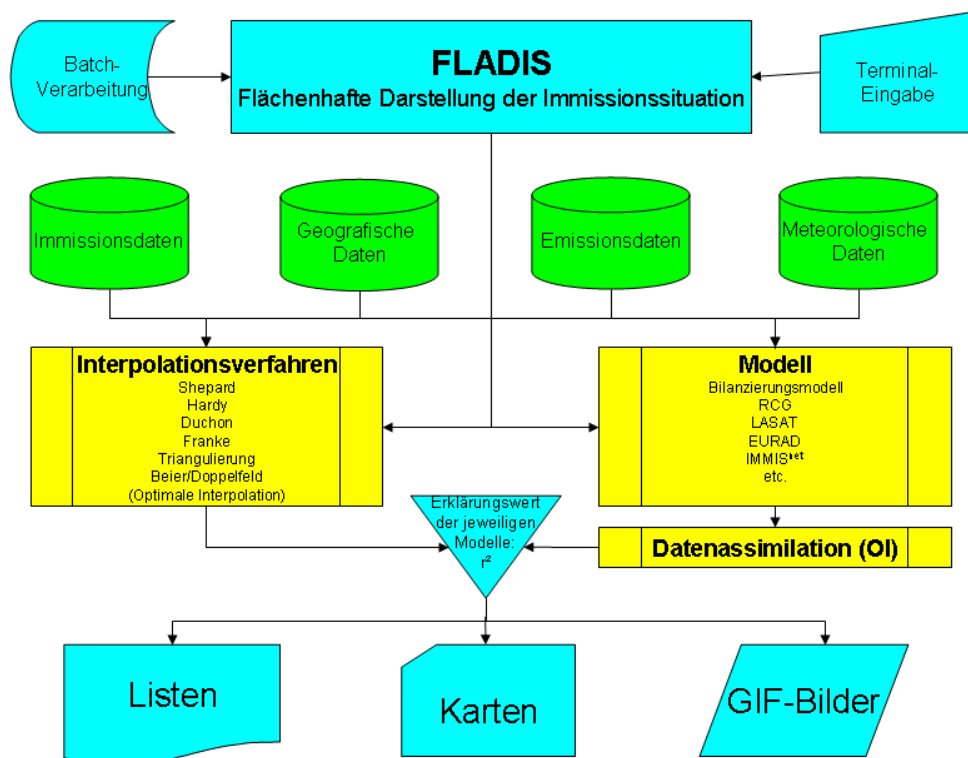 Batch-
Verarbeitung
FLADIS
Flächenhafte Darstellung der Immissionssituation
Terminal-
Eingabe
Immissionsdaten
Geografische
Daten
Emissionsdaten
Meteorologische
Daten
Interpolationsverfahren
Shepard
Hardy
Duchon
Franke
Triangulierung
Beier/Doppelfeld
(Optimale Interpolation)
Modell
Bilanzierungsmodell
RCG
LASAT
EURAD
IMMISⁿᵉᵗ
etc.
Erklärungswert
der jeweiligen
Modelle:
r²
Datenassimilation (OI)
Listen
Karten
GIF-Bilder